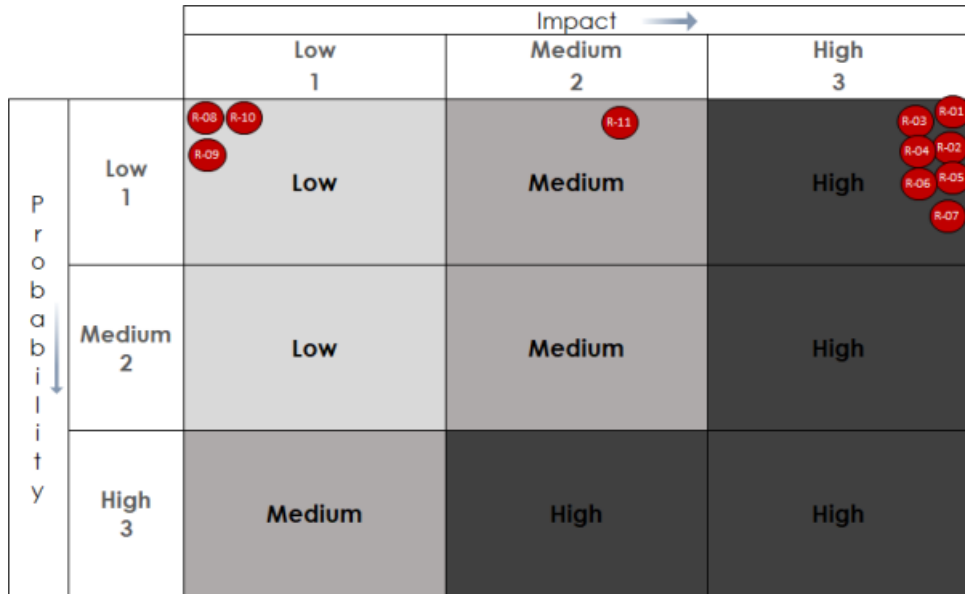 Impact
Low
1
Medium
2
High
3
Probability
Low
1
R-08 R-10
R-09
Low
R-11
Medium
R-01
R-03
R-02
R-04
R-05
R-06
R-07
High
Medium
2
Low
Medium
High
High
3
Medium
High
High